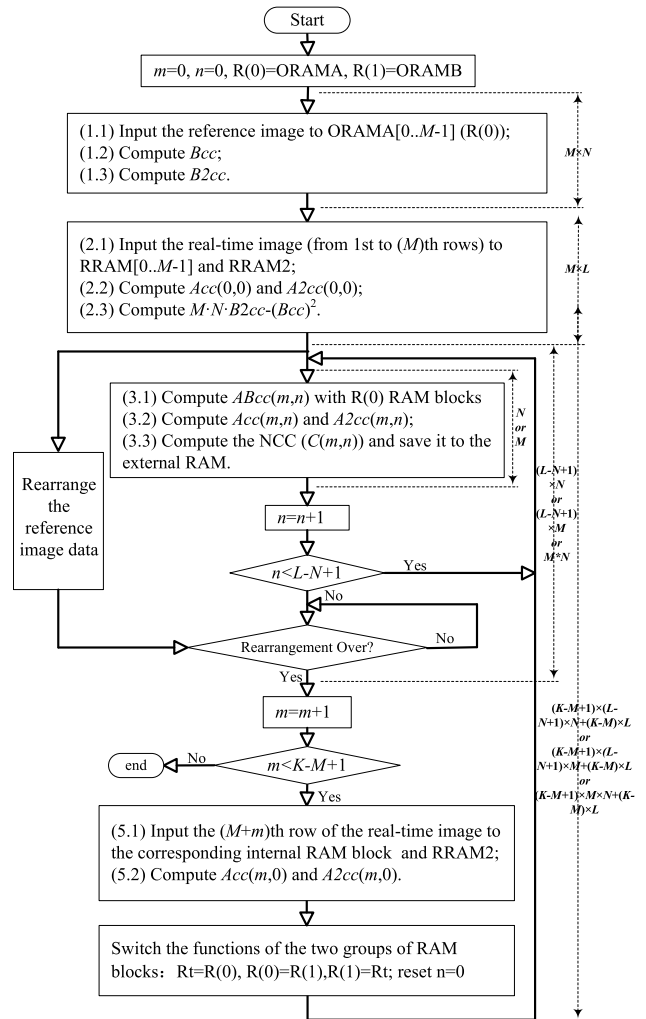 Start
m=0, n=0, R(0)=ORAMA, R(1)=ORAMB
(1.1) Input the reference image to ORAMA[0..M-1] (R(0));
(1.2) Compute Bcc;
(1.3) Compute B2cc.
M×N
(2.1) Input the real-time image (from 1st to (M)th rows) to
RRAM[0..M-1] and RRAM2;
(2.2) Compute Acc(0,0) and A2cc(0,0);
(2.3) Compute M·N·B2cc-(Bcc)².
M×L
(3.1) Compute ABcc(m,n) with R(0) RAM blocks
(3.2) Compute Acc(m,n) and A2cc(m,n);
(3.3) Compute the NCC (C(m,n)) and save it to the
external RAM.
N
or
M
Rearrange
the
reference
image data
(L-N+1)
×N
or
(L-N+1)
×M
or
M*N
n=n+1
n<L-N+1
Yes
No
Rearrangement Over?
No
Yes
m=m+1
m<K-M+1
No
end
Yes
(K-M+1)×(L-
N+1)×N+(K-M)×L
or
(K-M+1)×(L-
N+1)×M+(K-M)×L
or
(K-M+1)×M×N+(K-
M)×L
(5.1) Input the (M+m)th row of the real-time image to
the corresponding internal RAM block and RRAM2;
(5.2) Compute Acc(m,0) and A2cc(m,0).
Switch the functions of the two groups of RAM
blocks：Rt=R(0), R(0)=R(1),R(1)=Rt; reset n=0